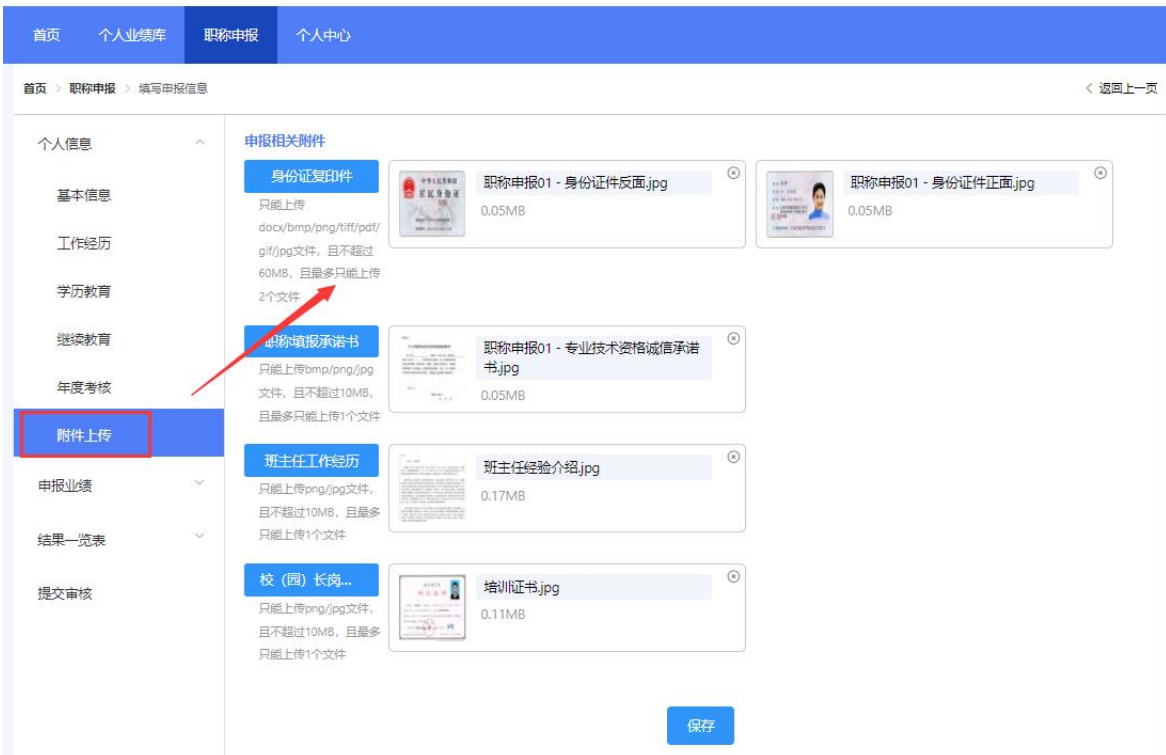 首页 个人业绩库 职称申报 个人中心
首页 > 职称申报 > 填写申报信息
< 返回上一页
个人信息
基本信息
工作经历
学历教育
继续教育
年度考核
附件上传
申报业绩
结果一览表
提交审核
申报相关附件
身份证复印件
只能上传
docx/bmp/png/tiff/pdf/
gif/jpg文件，且不超过
60MB，且最多只能上传
2个文件
中华人民共和国
居民身份证
职称申报01 - 身份证件反面.jpg
0.05MB
职称申报01 - 身份证件正面.jpg
0.05MB
职称填报承诺书
只能上传bmp/png/jpg
文件，且不超过10MB，
且最多只能上传1个文件
职称申报01 - 专业技术资格诚信承诺
书.jpg
0.05MB
班主任工作经历
只能上传png/jpg文件，
且不超过10MB，且最多
只能上传1个文件
班主任经验介绍.jpg
0.17MB
校（园）长岗...
只能上传png/jpg文件，
且不超过10MB，且最多
只能上传1个文件
培训证书.jpg
0.11MB
保存